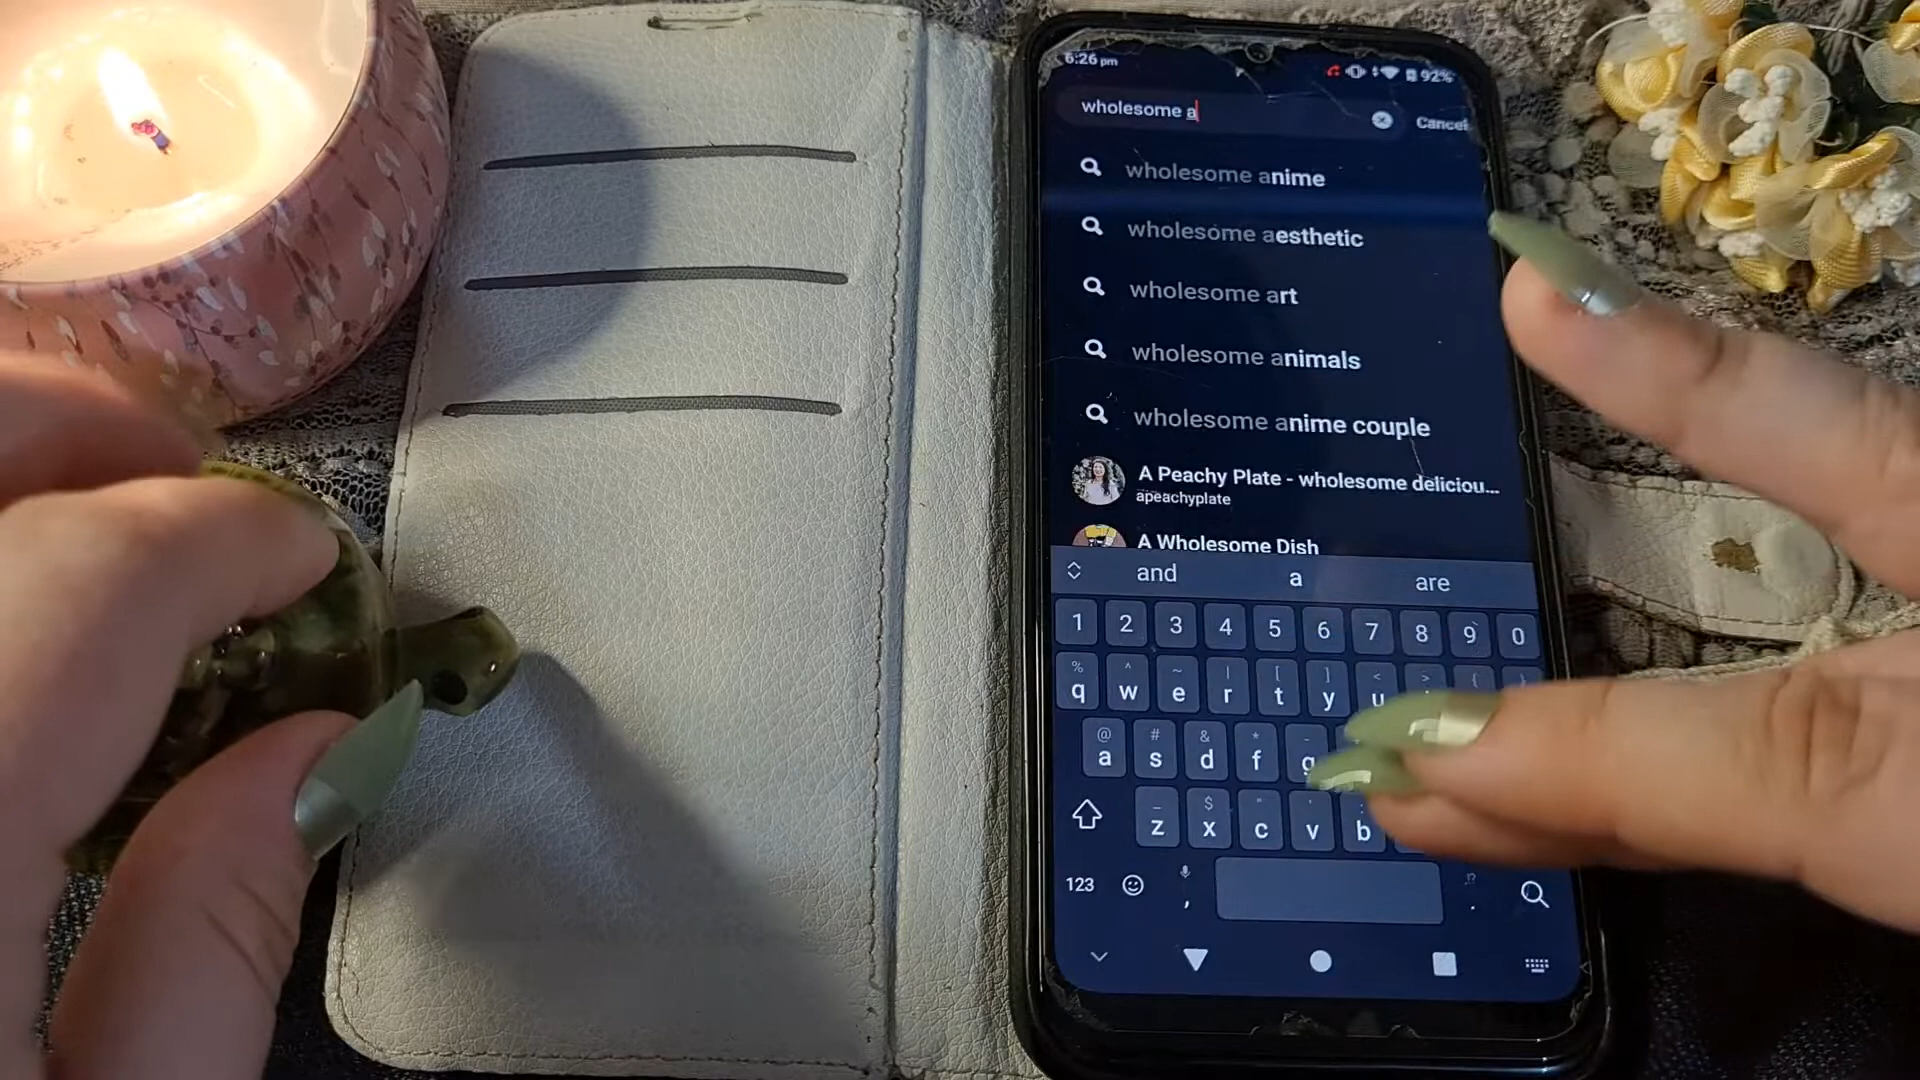 6:26 pm
92%
wholesome a
Cancel
wholesome anime
wholesome aesthetic
wholesome art
wholesome animals
wholesome anime couple
A Peachy Plate - wholesome deliciou...
apeachyplate
A Wholesome Dish
and a are
1 2 3 4 5 6 7 8 9 0
% ^ ~ | [ ] < > {
q w e r t y u
@ # & * -
a s d f g
_ $ " ' :
z x c v b
123 , !? .